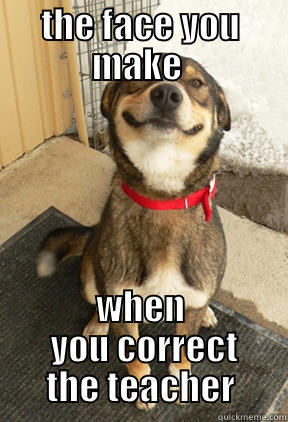 the face you
make
when
you correct
the teacher
quickmeme.com